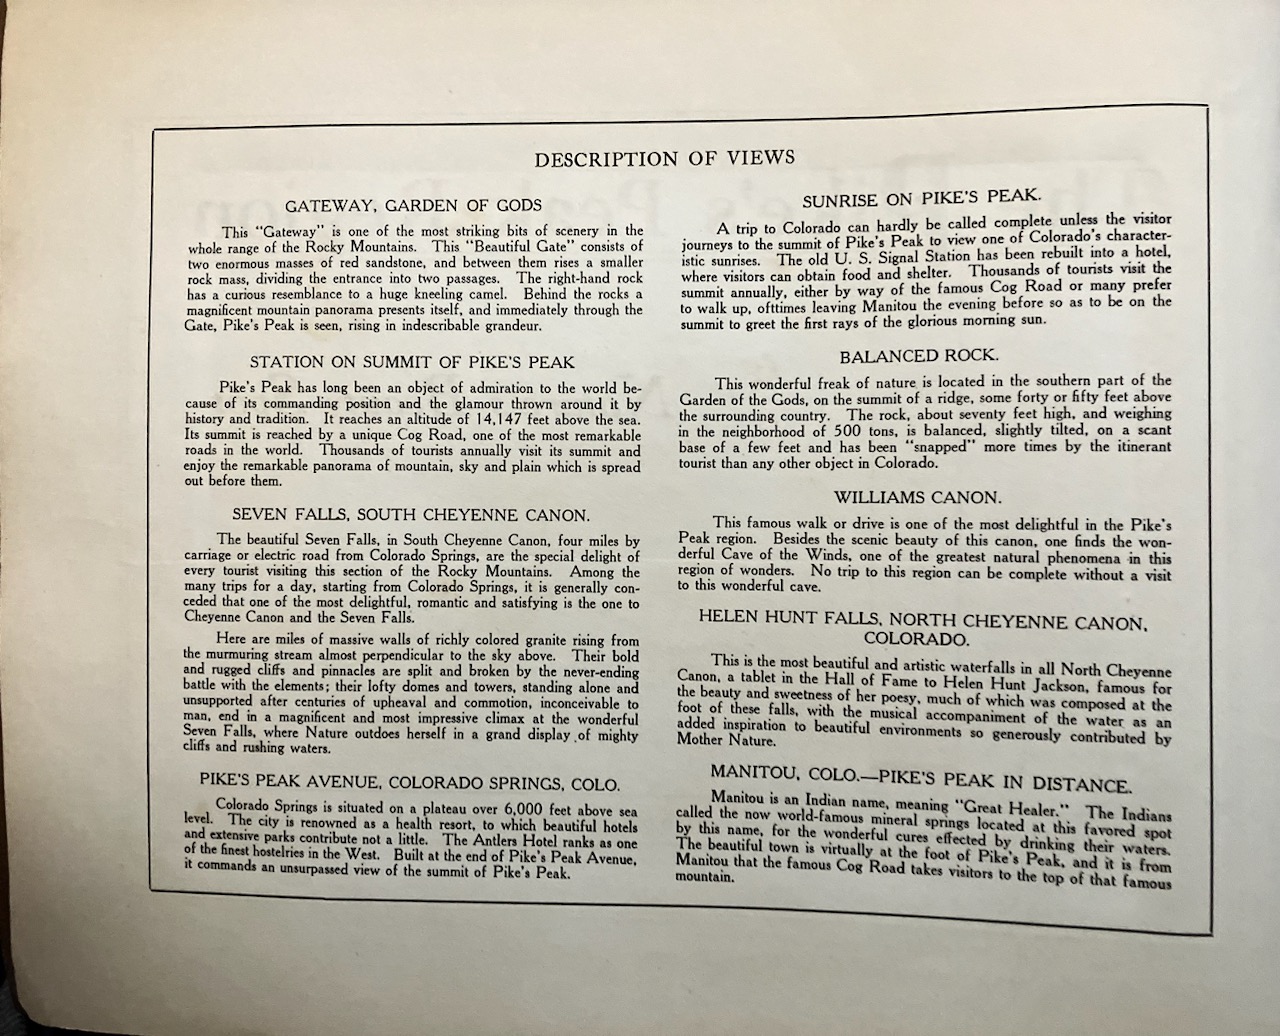 DESCRIPTION OF VIEWS
GATEWAY, GARDEN OF GODS
This "Gateway" is one of the most striking bits of scenery in the
whole range of the Rocky Mountains. This "Beautiful Gate" consists of
two enormous masses of red sandstone, and between them rises a smaller
rock mass, dividing the entrance into two passages. The right-hand rock
has a curious resemblance to a huge kneeling camel. Behind the rocks a
magnificent mountain panorama presents itself, and immediately through the
Gate, Pike's Peak is seen, rising in indescribable grandeur.
STATION ON SUMMIT OF PIKE'S PEAK
Pike's Peak has long been an object of admiration to the world be-
cause of its commanding position and the glamour thrown around it by
history and tradition. It reaches an altitude of 14,147 feet above the sea.
Its summit is reached by a unique Cog Road, one of the most remarkable
roads in the world. Thousands of tourists annually visit its summit and
enjoy the remarkable panorama of mountain, sky and plain which is spread
out before them.
SEVEN FALLS, SOUTH CHEYENNE CANON.
The beautiful Seven Falls, in South Cheyenne Canon, four miles by
carriage or electric road from Colorado Springs, are the special delight of
every tourist visiting this section of the Rocky Mountains. Among the
many trips for a day, starting from Colorado Springs, it is generally con-
ceded that one of the most delightful, romantic and satisfying is the one to
Cheyenne Canon and the Seven Falls.
Here are miles of massive walls of richly colored granite rising from
the murmuring stream almost perpendicular to the sky above. Their bold
and rugged cliffs and pinnacles are split and broken by the never-ending
battle with the elements; their lofty domes and towers, standing alone and
unsupported after centuries of upheaval and commotion, inconceivable to
man, end in a magnificent and most impressive climax at the wonderful
Seven Falls, where Nature outdoes herself in a grand display of mighty
cliffs and rushing waters.
PIKE'S PEAK AVENUE, COLORADO SPRINGS, COLO.
Colorado Springs is situated on a plateau over 6,000 feet above sea
level. The city is renowned as a health resort, to which beautiful hotels
and extensive parks contribute not a little. The Antlers Hotel ranks as one
of the finest hostelries in the West. Built at the end of Pike's Peak Avenue,
it commands an unsurpassed view of the summit of Pike's Peak.
SUNRISE ON PIKE'S PEAK.
A trip to Colorado can hardly be called complete unless the visitor
journeys to the summit of Pike's Peak to view one of Colorado's character-
istic sunrises. The old U. S. Signal Station has been rebuilt into a hotel,
where visitors can obtain food and shelter. Thousands of tourists visit the
summit annually, either by way of the famous Cog Road or many prefer
to walk up, ofttimes leaving Manitou the evening before so as to be on the
summit to greet the first rays of the glorious morning sun.
BALANCED ROCK.
This wonderful freak of nature is located in the southern part of the
Garden of the Gods, on the summit of a ridge, some forty or fifty feet above
the surrounding country. The rock, about seventy feet high, and weighing
in the neighborhood of 500 tons, is balanced, slightly tilted, on a scant
base of a few feet and has been "snapped" more times by the itinerant
tourist than any other object in Colorado.
WILLIAMS CANON.
This famous walk or drive is one of the most delightful in the Pike's
Peak region. Besides the scenic beauty of this canon, one finds the won-
derful Cave of the Winds, one of the greatest natural phenomena in this
region of wonders. No trip to this region can be complete without a visit
to this wonderful cave.
HELEN HUNT FALLS, NORTH CHEYENNE CANON,
COLORADO.
This is the most beautiful and artistic waterfalls in all North Cheyenne
Canon, a tablet in the Hall of Fame to Helen Hunt Jackson, famous for
the beauty and sweetness of her poesy, much of which was composed at the
foot of these falls, with the musical accompaniment of the water as an
added inspiration to beautiful environments so generously contributed by
Mother Nature.
MANITOU, COLO.—PIKE'S PEAK IN DISTANCE.
Manitou is an Indian name, meaning "Great Healer." The Indians
called the now world-famous mineral springs located at this favored spot
by this name, for the wonderful cures effected by drinking their waters.
The beautiful town is virtually at the foot of Pike's Peak, and it is from
Manitou that the famous Cog Road takes visitors to the top of that famous
mountain.